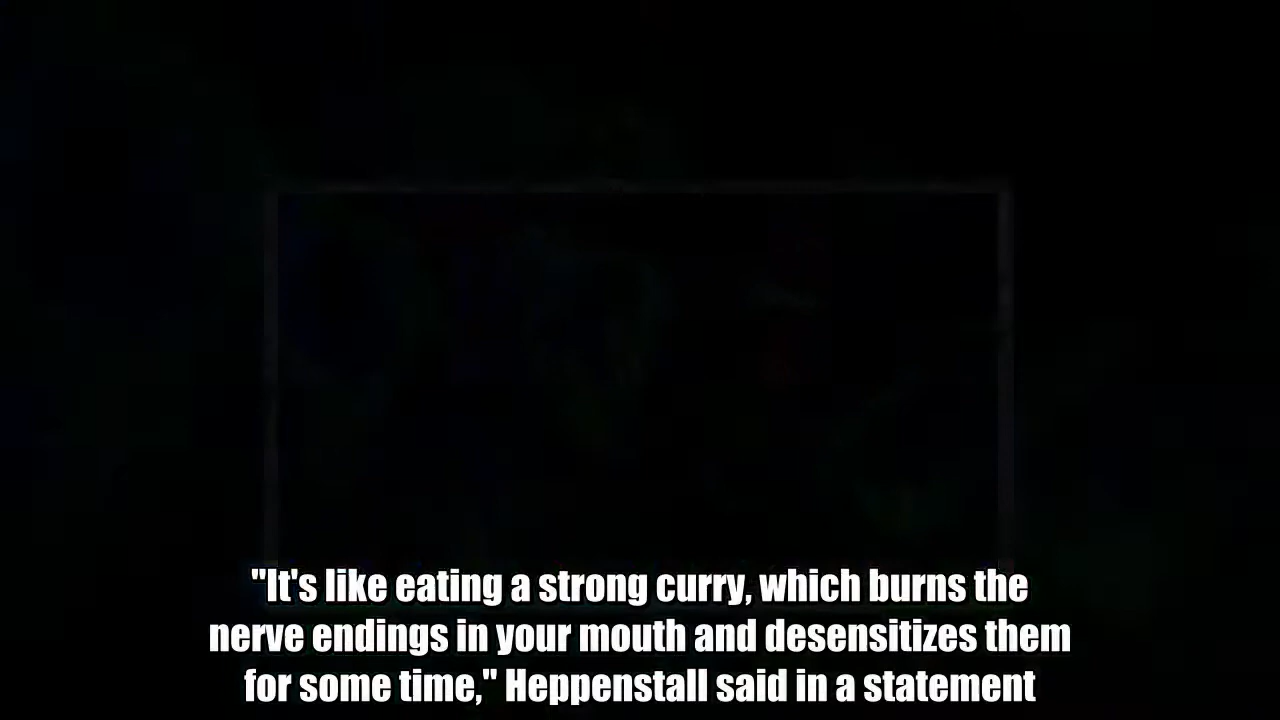 "It's like eating a strong curry, which burns the
nerve endings in your mouth and desensitizes them
for some time," Heppenstall said in a statement